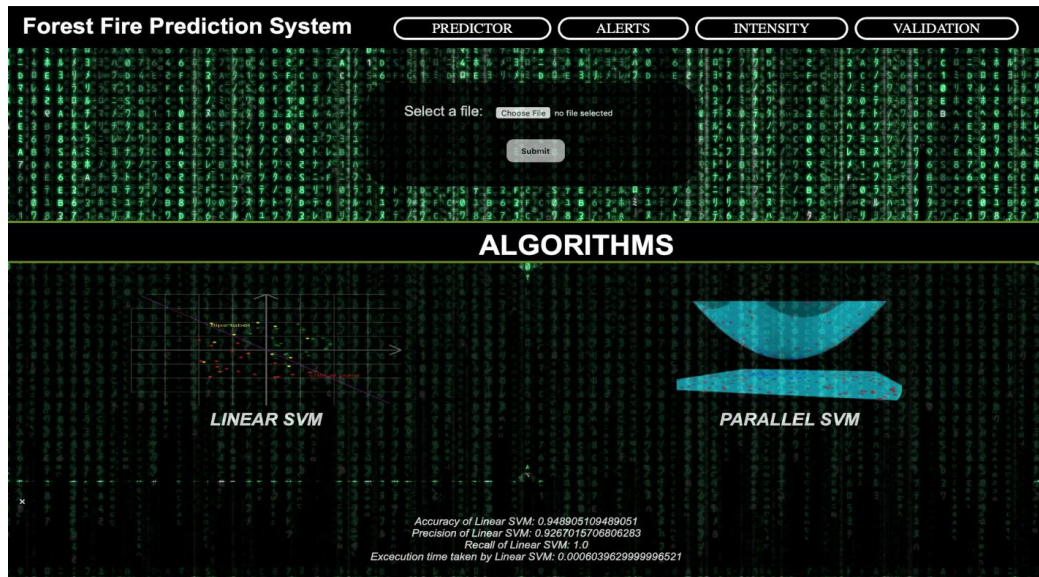 Forest Fire Prediction System
PREDICTOR
ALERTS
INTENSITY
VALIDATION
Select a file: Choose File no file selected
Submit
ALGORITHMS
LINEAR SVM
PARALLEL SVM
×
Accuracy of Linear SVM: 0.948905109489051
Precision of Linear SVM: 0.9267015706806283
Recall of Linear SVM: 1.0
Excecution time taken by Linear SVM: 0.0006039629999996521